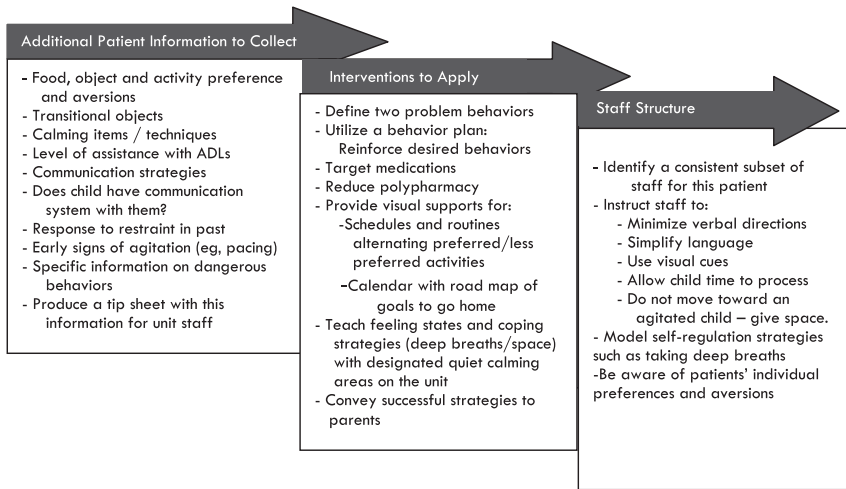 Additional Patient Information to Collect
- Food, object and activity preference
and aversions
- Transitional objects
- Calming items / techniques
- Level of assistance with ADLs
- Communication strategies
- Does child have communication
system with them?
- Response to restraint in past
- Early signs of agitation (eg, pacing)
- Specific information on dangerous
behaviors
- Produce a tip sheet with this
information for unit staff
Interventions to Apply
- Define two problem behaviors
- Utilize a behavior plan:
Reinforce desired behaviors
- Target medications
- Reduce polypharmacy
- Provide visual supports for:
-Schedules and routines
alternating preferred/less
preferred activities
-Calendar with road map of
goals to go home
- Teach feeling states and coping
strategies (deep breaths/space)
with designated quiet calming
areas on the unit
- Convey successful strategies to
parents
Staff Structure
- Identify a consistent subset of
staff for this patient
- Instruct staff to:
- Minimize verbal directions
- Simplify language
- Use visual cues
- Allow child time to process
- Do not move toward an
agitated child – give space.
- Model self-regulation strategies
such as taking deep breaths
-Be aware of patients' individual
preferences and aversions